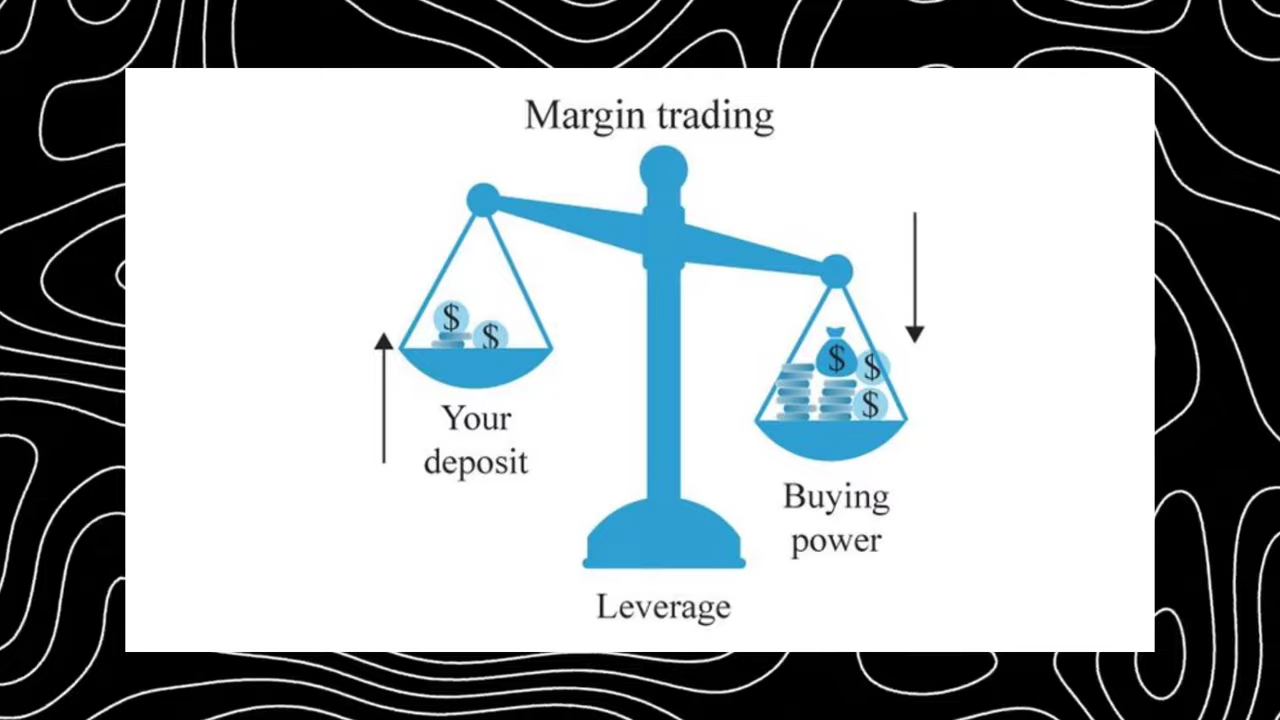 Margin trading
$
$
Your
deposit
$
$
$
Buying
power
Leverage